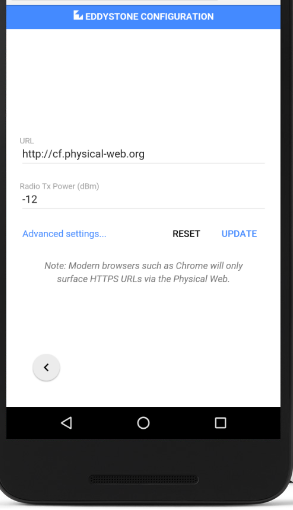 EDDYSTONE CONFIGURATION
URL
http://cf.physical-web.org
Radio Tx Power (dBm)
-12
Advanced settings... RESET UPDATE
Note: Modern browsers such as Chrome will only
surface HTTPS URLs via the Physical Web.